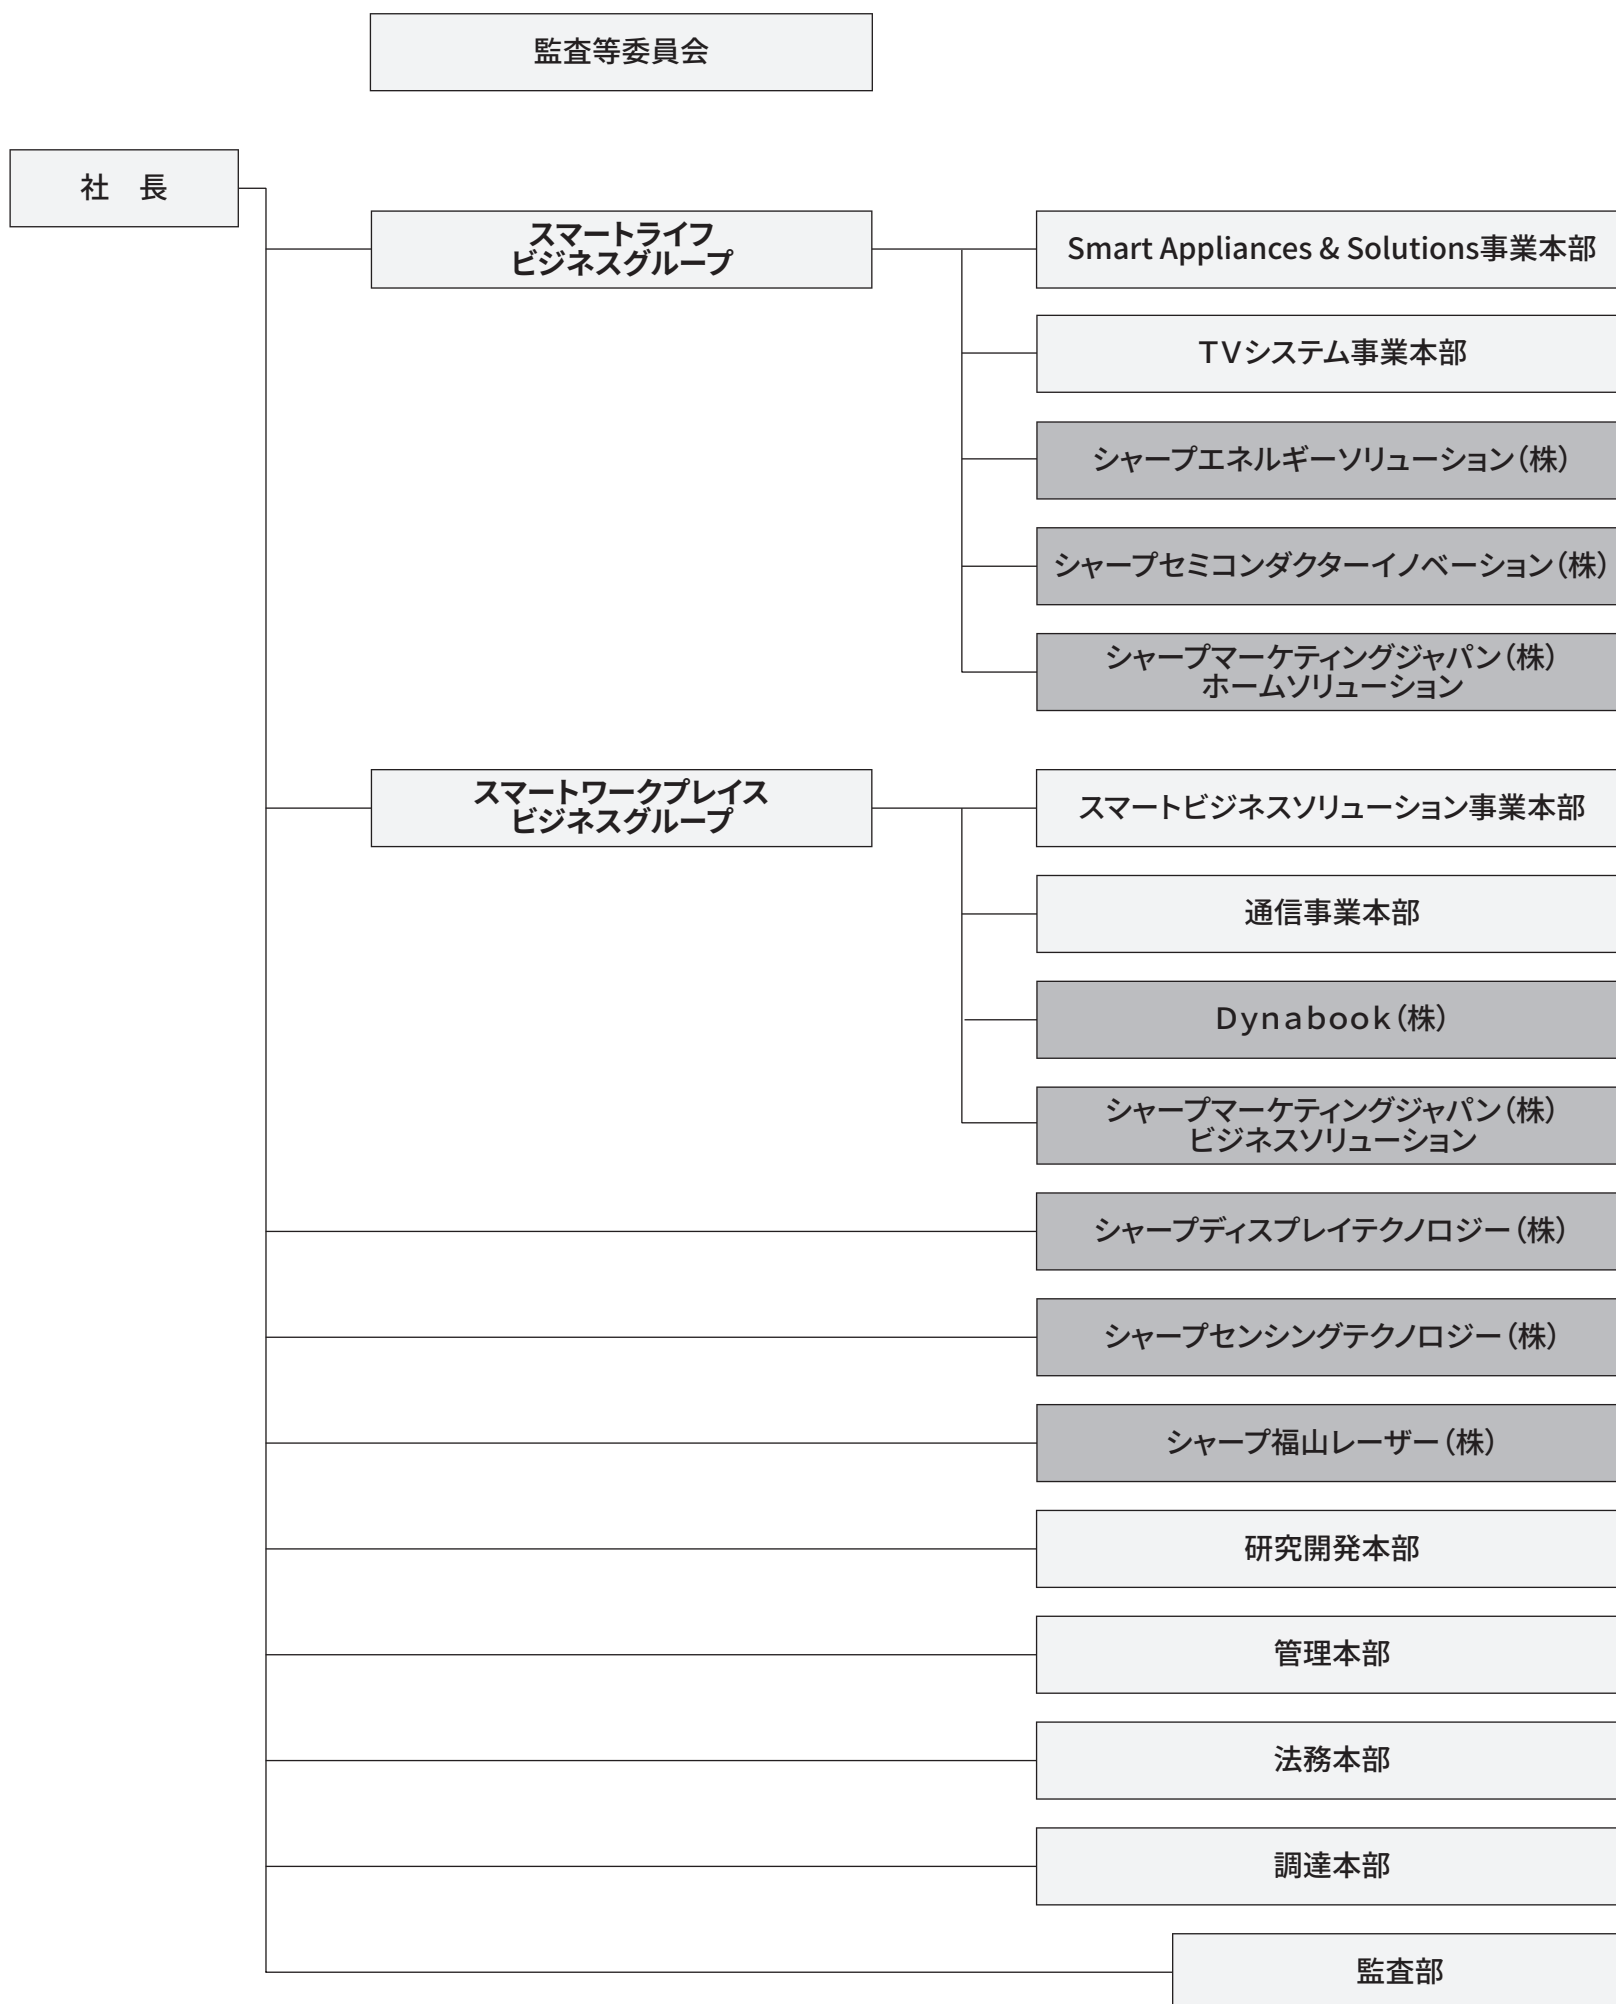 監査等委員会
社　長
スマートライフ
ビジネスグループ
Smart Appliances & Solutions事業本部
TVシステム事業本部
シャープエネルギーソリューション(株)
シャープセミコンダクターイノベーション(株)
シャープマーケティングジャパン(株)
ホームソリューション
スマートワークプレイス
ビジネスグループ
スマートビジネスソリューション事業本部
通信事業本部
Dynabook(株)
シャープマーケティングジャパン(株)
ビジネスソリューション
シャープディスプレイテクノロジー(株)
シャープセンシングテクノロジー(株)
シャープ福山レーザー(株)
研究開発本部
管理本部
法務本部
調達本部
監査部